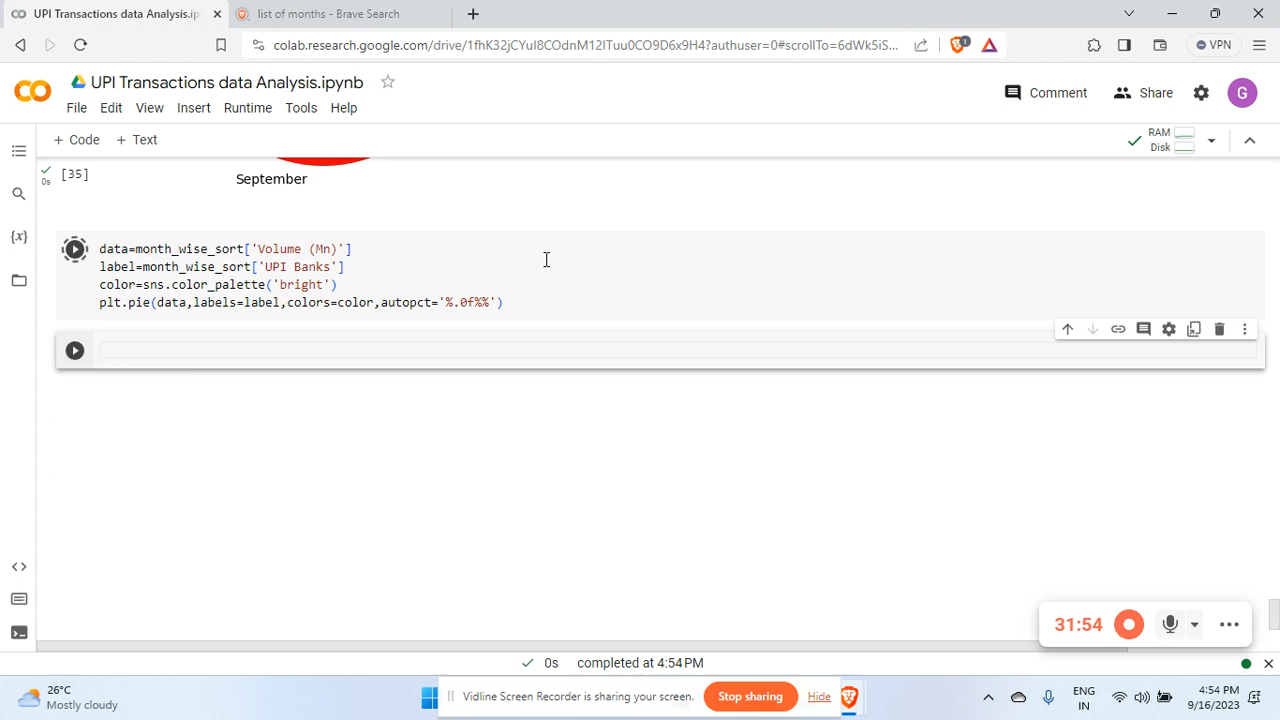 UPI Transactions data Analysis.ip
list of months - Brave Search
colab.research.google.com/drive/1fhK32jCYuI8COdnM12ITuu0CO9D6x9H4?authuser=0#scrollTo=6dWk5iS...
1
VPN
UPI Transactions data Analysis.ipynb
Comment
Share
G
File Edit View Insert Runtime Tools Help
+ Code + Text
RAM
Disk
[35]
0s
September
data=month_wise_sort['Volume (Mn)']
label=month_wise_sort['UPI Banks']
color=sns.color_palette('bright')
plt.pie(data,labels=label,colors=color,autopct='%.0f%%')
31:54
0s completed at 4:54 PM
26°C
Mostly cloudy
Vidline Screen Recorder is sharing your screen.
Stop sharing
Hide
ENG
IN
4:54 PM
9/16/2023